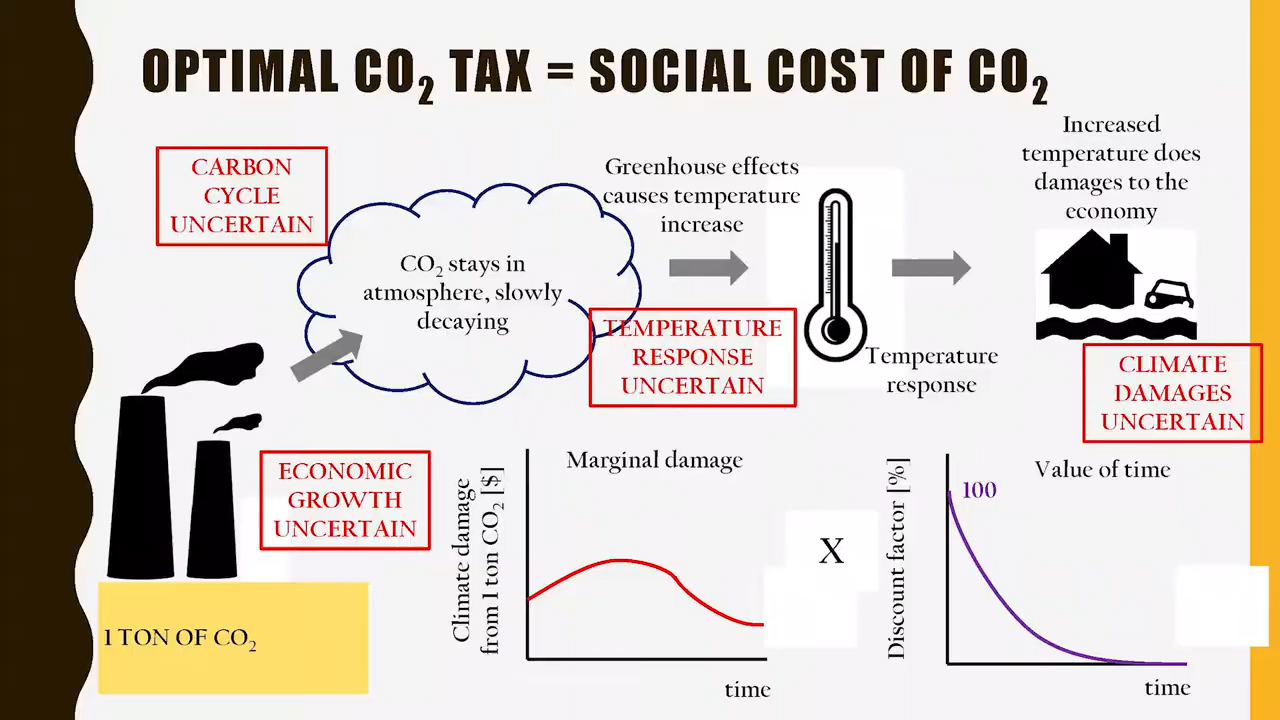 OPTIMAL CO₂ TAX = SOCIAL COST OF CO₂
CARBON
CYCLE
UNCERTAIN
CO₂ stays in
atmosphere, slowly
decaying
Greenhouse effects
causes temperature
increase
TEMPERATURE
RESPONSE
UNCERTAIN
Temperature
response
Increased
temperature does
damages to the
economy
CLIMATE
DAMAGES
UNCERTAIN
ECONOMIC
GROWTH
UNCERTAIN
1 TON OF CO₂
Marginal damage
Climate damage
from 1 ton CO₂ [$]
time
X
Value of time
Discount factor [%]
100
time